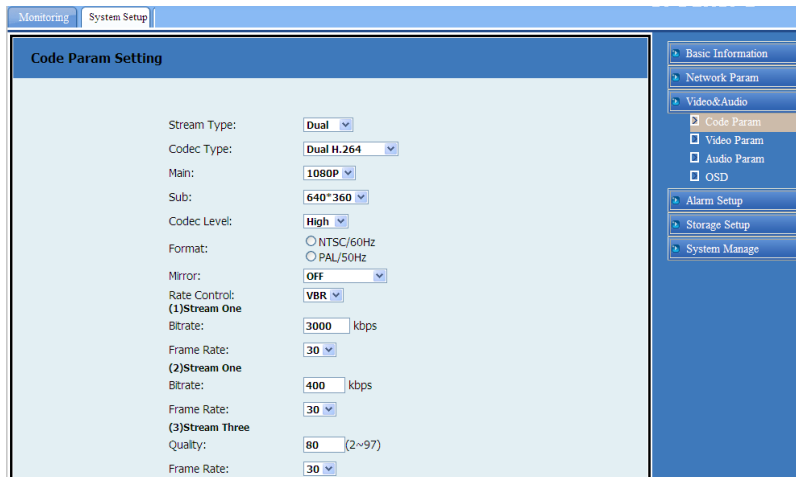 Monitoring System Setup
Code Param Setting
Stream Type: Dual
Codec Type: Dual H.264
Main: 1080P
Sub: 640*360
Codec Level: High
Format: NTSC/60Hz
PAL/50Hz
Mirror: OFF
Rate Control: VBR
(1)Stream One
Bitrate: 3000 kbps
Frame Rate: 30
(2)Stream One
Bitrate: 400 kbps
Frame Rate: 30
(3)Stream Three
Quality: 80 (2~97)
Frame Rate: 30
Basic Information
Network Param
Video&Audio
Code Param
Video Param
Audio Param
OSD
Alarm Setup
Storage Setup
System Manage